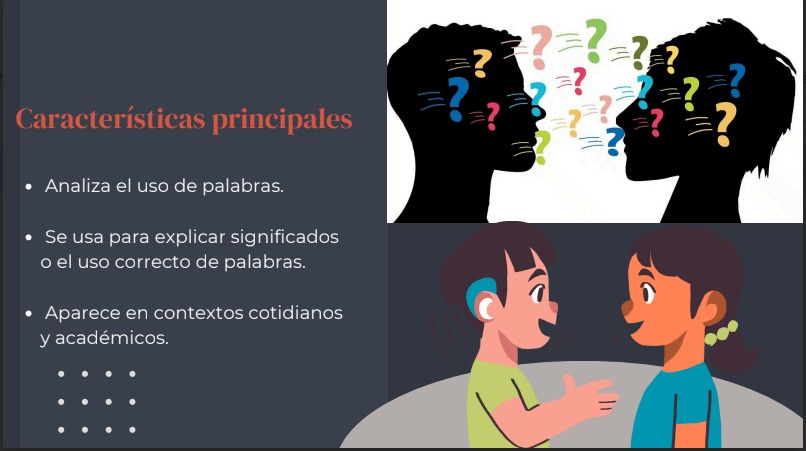 Características principales
• Analiza el uso de palabras.
• Se usa para explicar significados
o el uso correcto de palabras.
• Aparece en contextos cotidianos
y académicos.